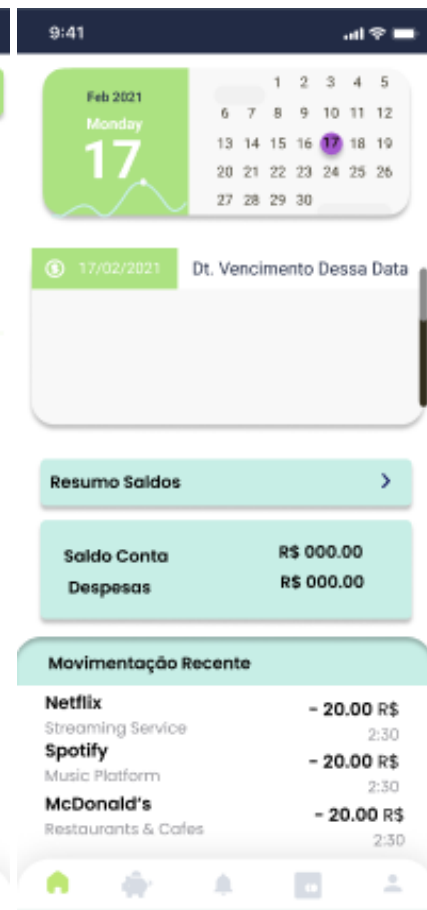 9:41
Feb 2021
Monday
17
1 2 3 4 5
6 7 8 9 10 11 12
13 14 15 16 17 18 19
20 21 22 23 24 25 26
27 28 29 30
17/02/2021 Dt. Vencimento Dessa Data
Resumo Saldos
Saldo Conta R$ 000.00
Despesas R$ 000.00
Movimentação Recente
Netflix - 20.00 R$
Streaming Service 2:30
Spotify - 20.00 R$
Music Platform 2:30
McDonald's - 20.00 R$
Restaurants & Cafes 2:30